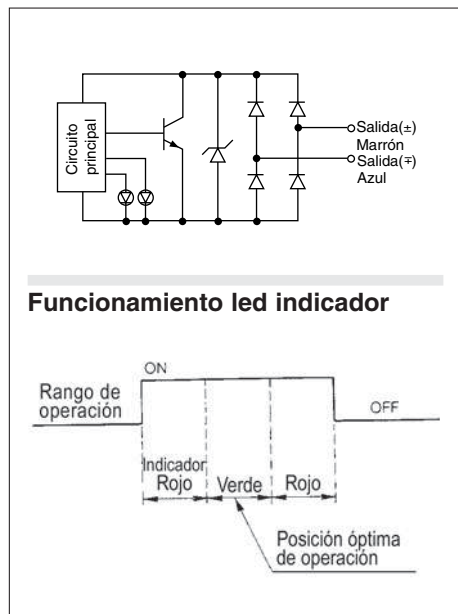 Circuito
principal
Salida(±)
Marrón
Salida(∓)
Azul
Funcionamiento led indicador
ON
Rango de
operación
OFF
Indicador
Rojo
Verde
Rojo
Posición óptima
de operación